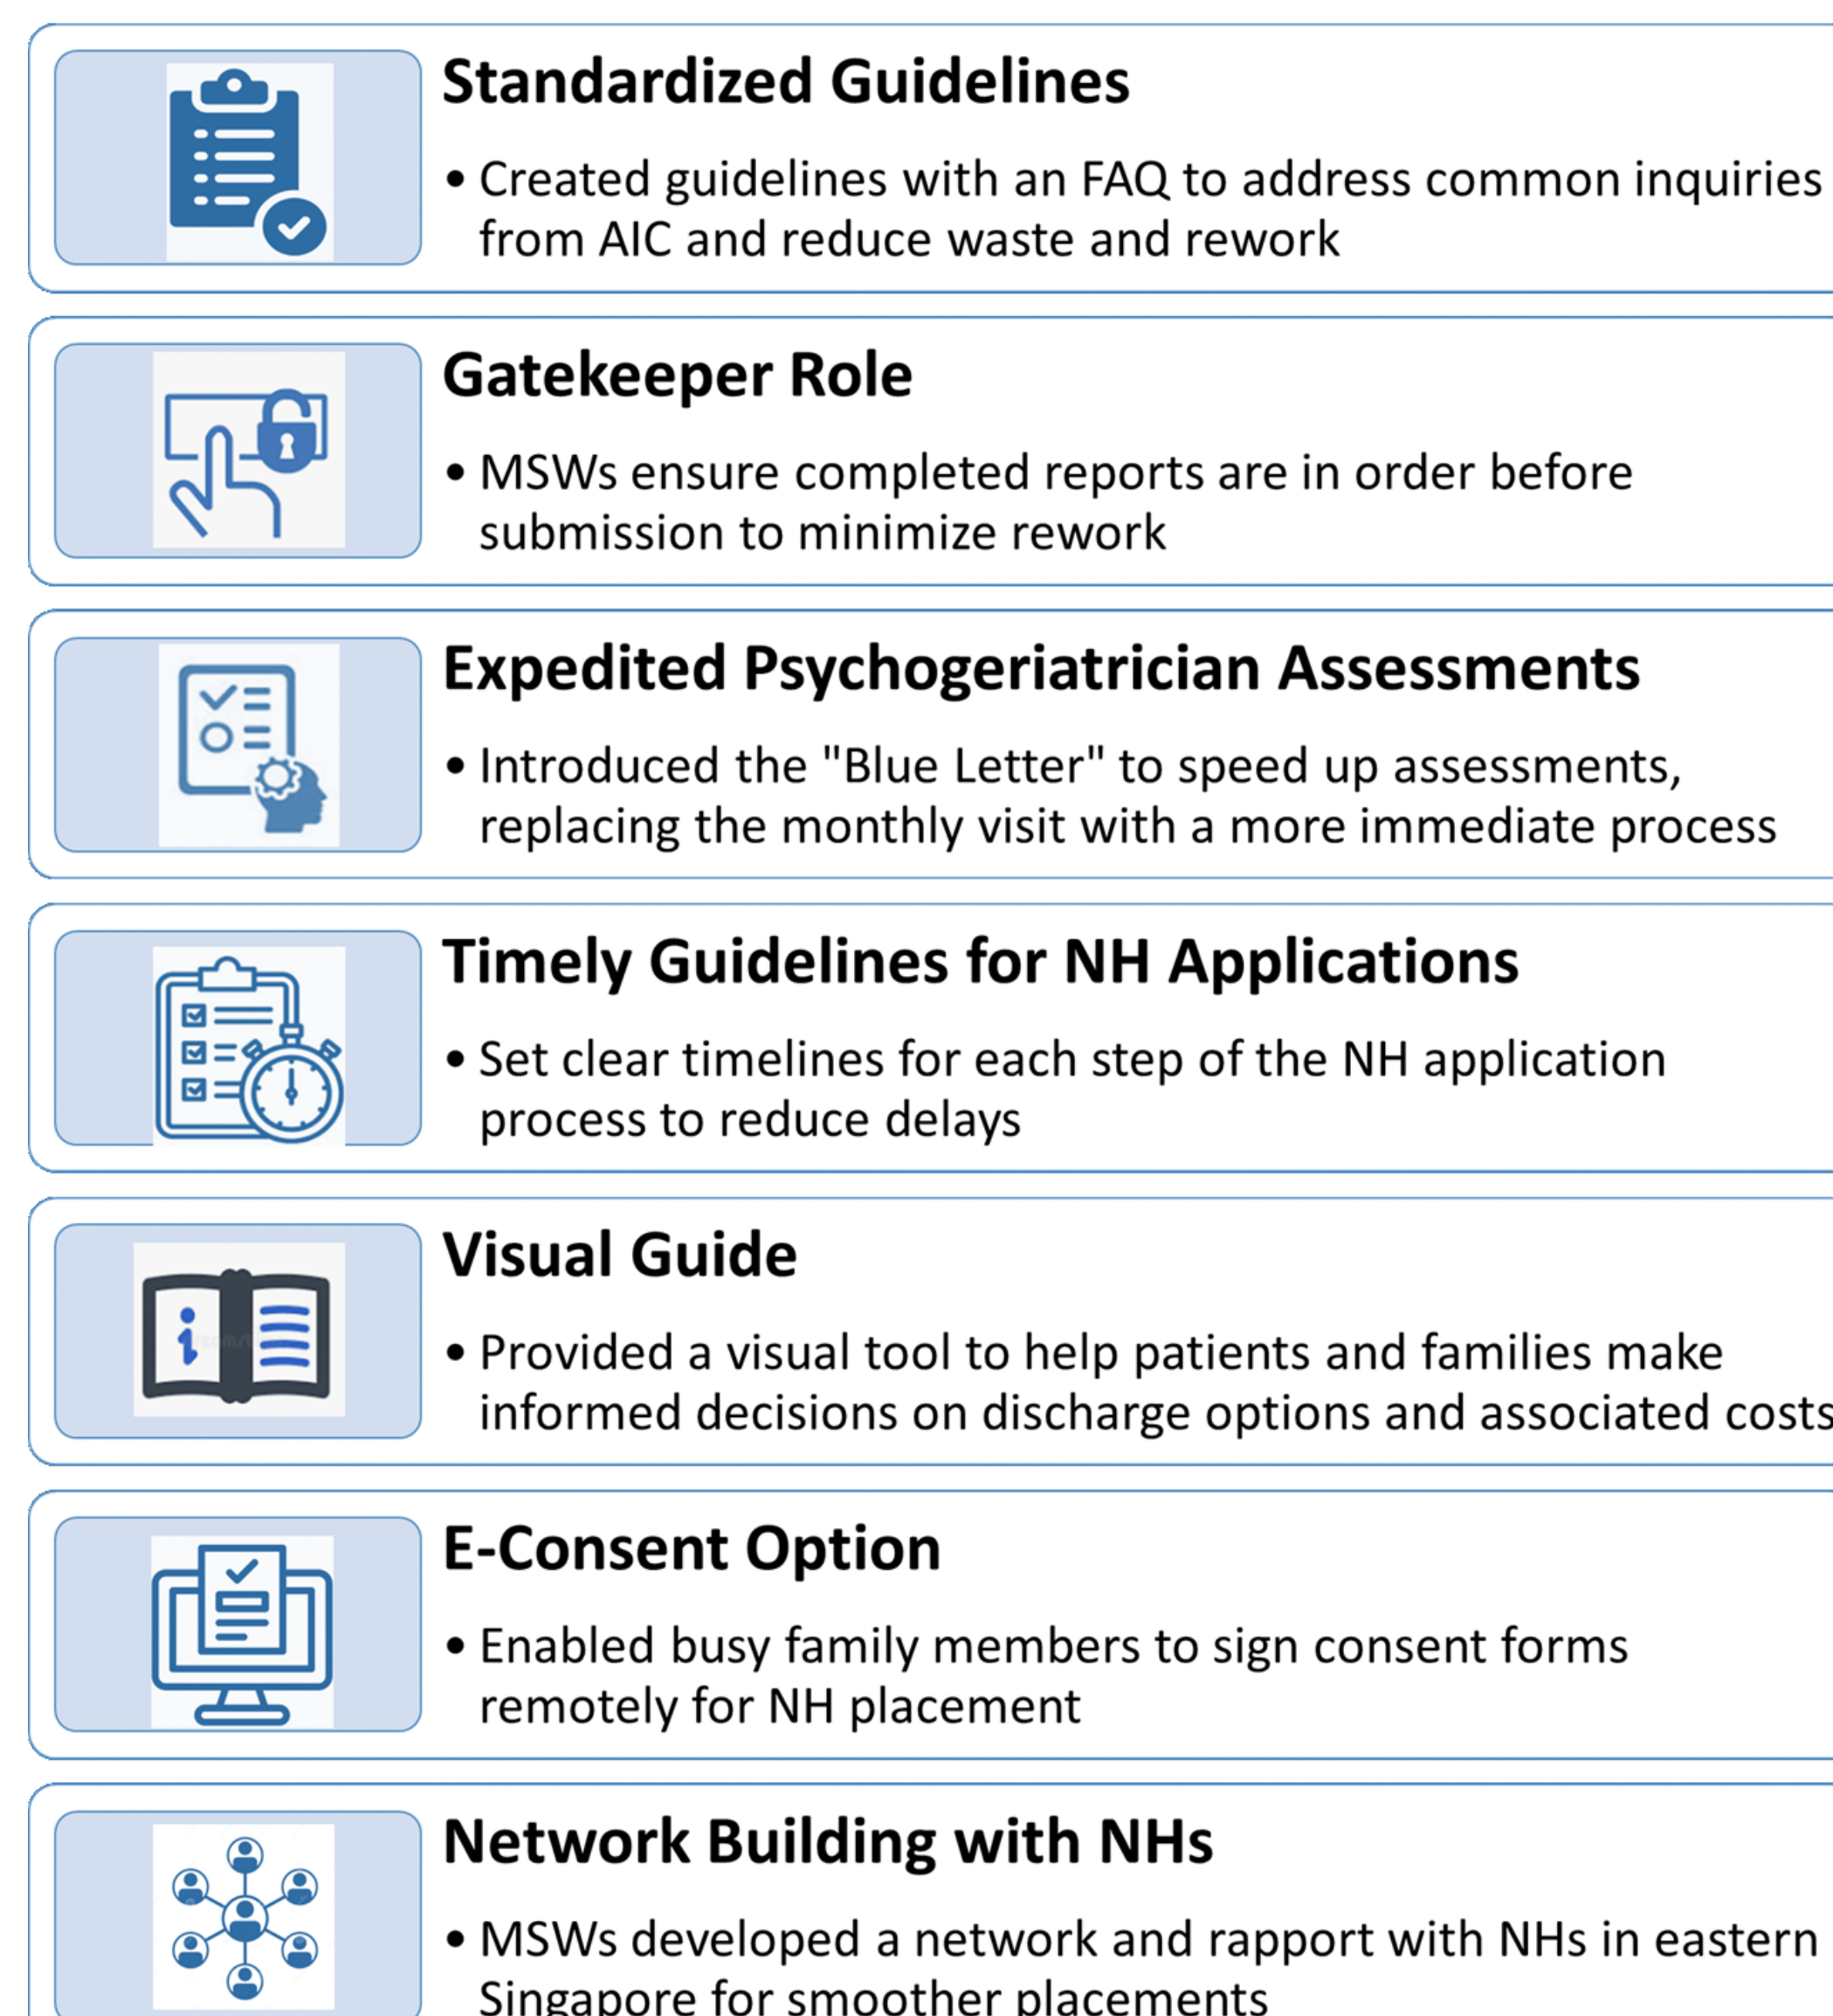 Standardized Guidelines
• Created guidelines with an FAQ to address common inquiries
from AIC and reduce waste and rework
Gatekeeper Role
• MSWs ensure completed reports are in order before
submission to minimize rework
Expedited Psychogeriatrician Assessments
• Introduced the "Blue Letter" to speed up assessments,
replacing the monthly visit with a more immediate process
Timely Guidelines for NH Applications
• Set clear timelines for each step of the NH application
process to reduce delays
Visual Guide
• Provided a visual tool to help patients and families make
informed decisions on discharge options and associated costs
E-Consent Option
• Enabled busy family members to sign consent forms
remotely for NH placement
Network Building with NHs
• MSWs developed a network and rapport with NHs in eastern
Singapore for smoother placements